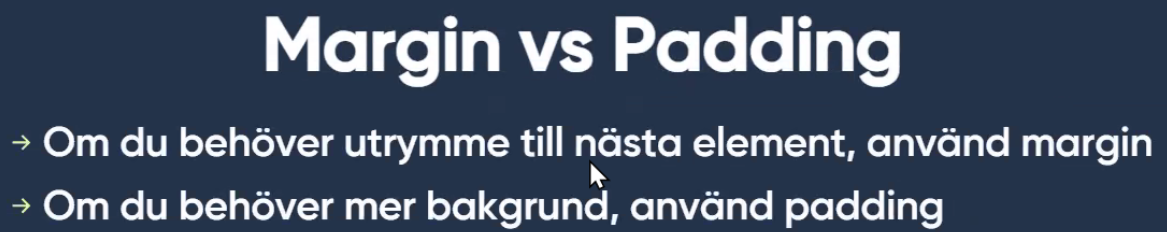 Margin vs Padding
→ Om du behöver utrymme till nästa element, använd margin
→ Om du behöver mer bakgrund, använd padding